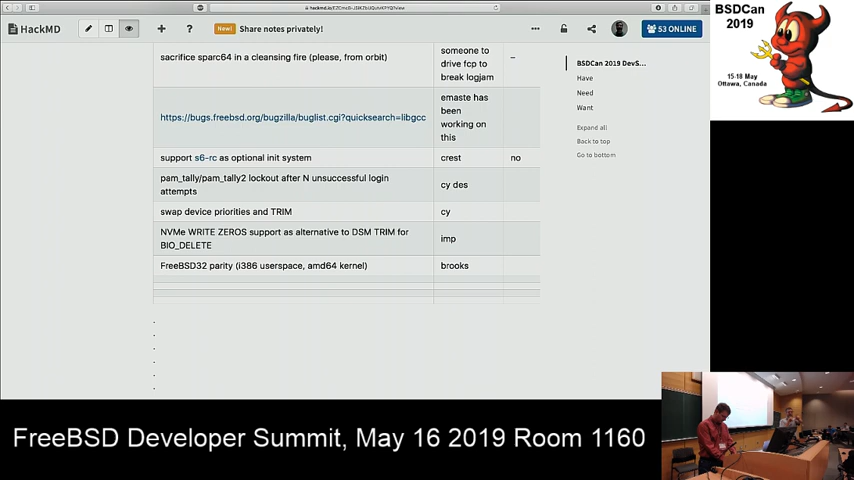 HackMD
New!
Share notes privately!
53 ONLINE
sacrifice sparc64 in a cleansing fire (please, from orbit)
someone to
drive fcp to
break logjam
–
https://bugs.freebsd.org/bugzilla/buglist.cgi?quicksearch=libgcc
emaste has
been
working on
this
support s6-rc as optional init system
crest
no
pam_tally/pam_tally2 lockout after N unsuccessful login
attempts
cy des
swap device priorities and TRIM
cy
NVMe WRITE ZEROS support as alternative to DSM TRIM for
BIO_DELETE
imp
FreeBSD32 parity (i386 userspace, amd64 kernel)
brooks
BSDCan 2019 DevS...
Have
Need
Want
Expand all
Back to top
Go to bottom
BSDCan
2019
15-18 May
Ottawa, Canada
FreeBSD Developer Summit, May 16 2019 Room 1160